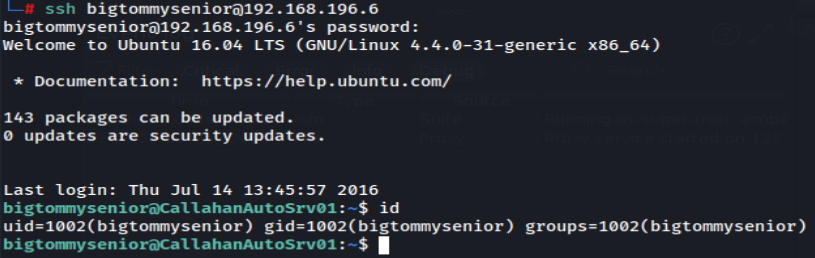 └─# ssh bigtommysenior@192.168.196.6
bigtommysenior@192.168.196.6's password:
Welcome to Ubuntu 16.04 LTS (GNU/Linux 4.4.0-31-generic x86_64)
* Documentation:  https://help.ubuntu.com/
143 packages can be updated.
0 updates are security updates.
Last login: Thu Jul 14 13:45:57 2016
bigtommysenior@CallahanAutoSrv01:~$ id
uid=1002(bigtommysenior) gid=1002(bigtommysenior) groups=1002(bigtommysenior)
bigtommysenior@CallahanAutoSrv01:~$